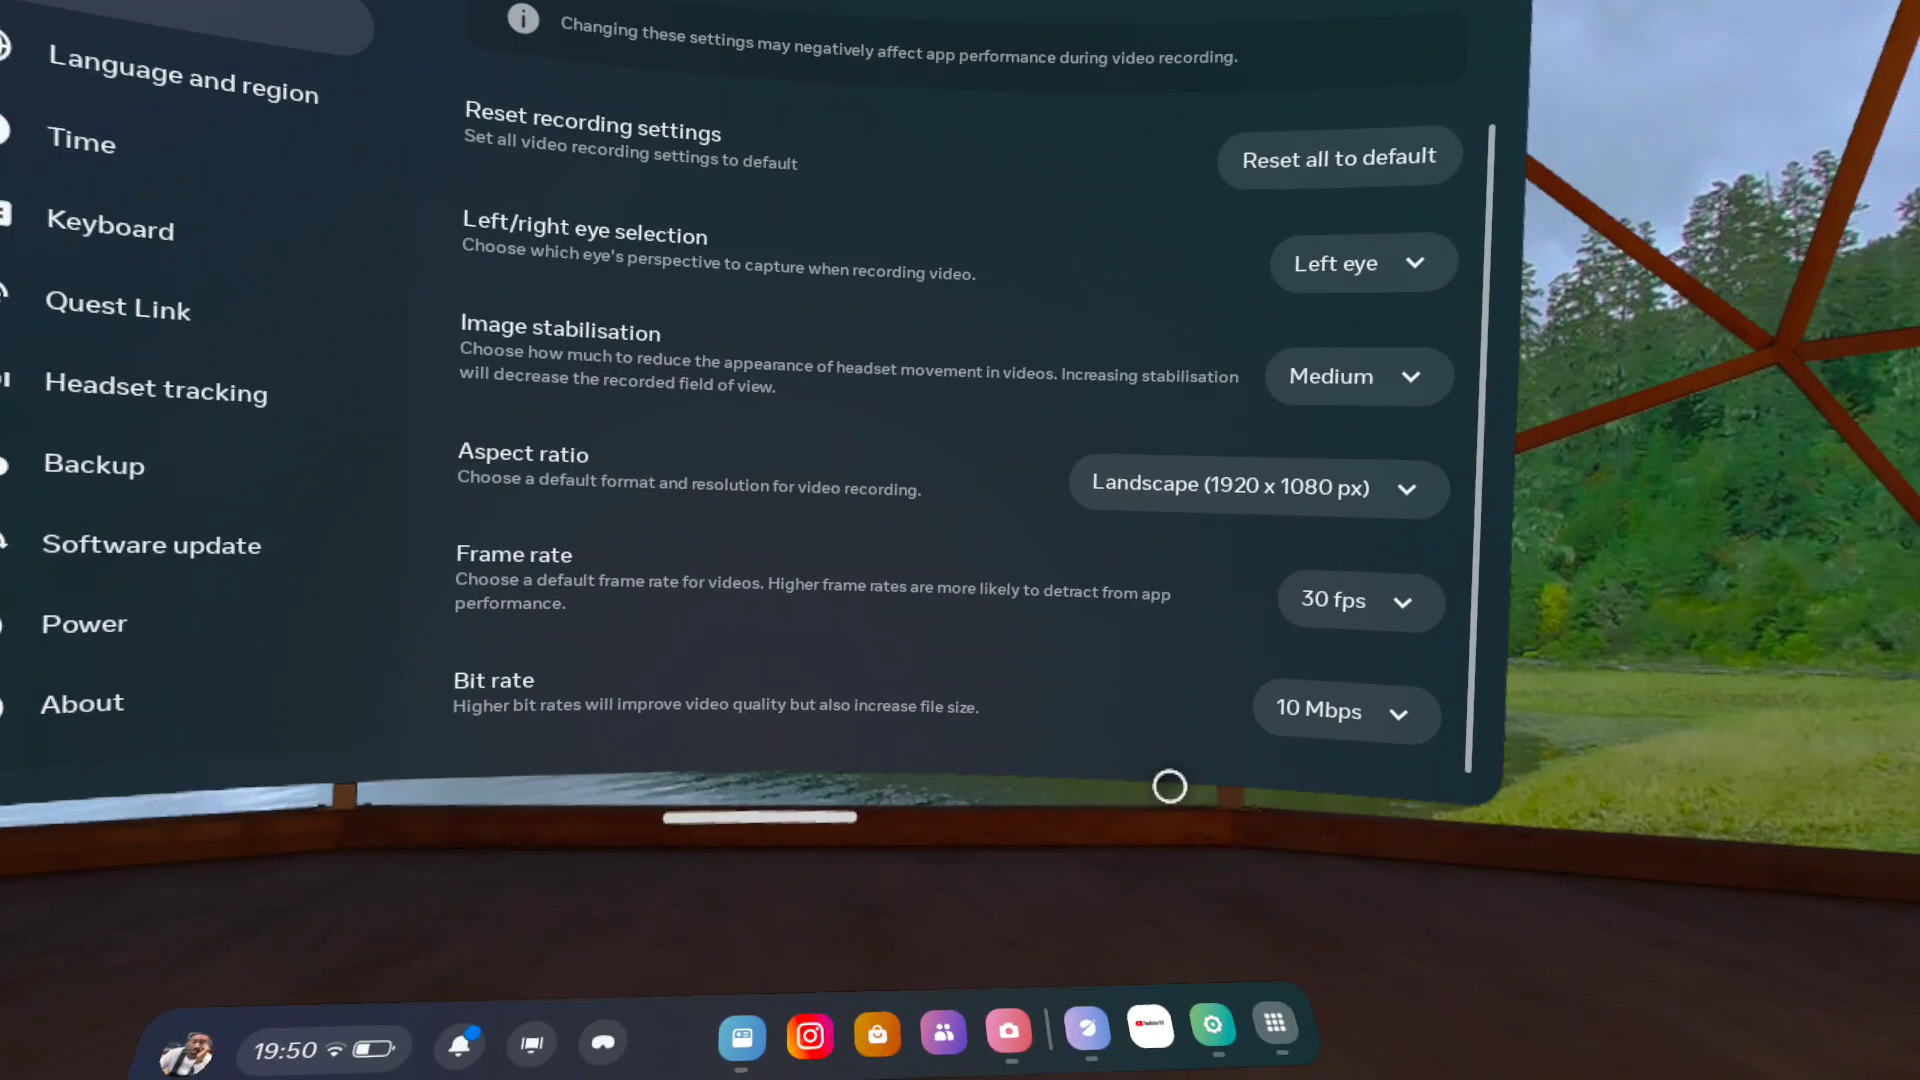 Changing these settings may negatively affect app performance during video recording.
Language and region
Time
Keyboard
Quest Link
Headset tracking
Backup
Software update
Power
About
Reset recording settings
Set all video recording settings to default
Reset all to default
Left/right eye selection
Choose which eye's perspective to capture when recording video.
Left eye
Image stabilisation
Choose how much to reduce the appearance of headset movement in videos. Increasing stabilisation
will decrease the recorded field of view.
Medium
Aspect ratio
Choose a default format and resolution for video recording.
Landscape (1920 x 1080 px)
Frame rate
Choose a default frame rate for videos. Higher frame rates are more likely to detract from app
performance.
30 fps
Bit rate
Higher bit rates will improve video quality but also increase file size.
10 Mbps
19:50